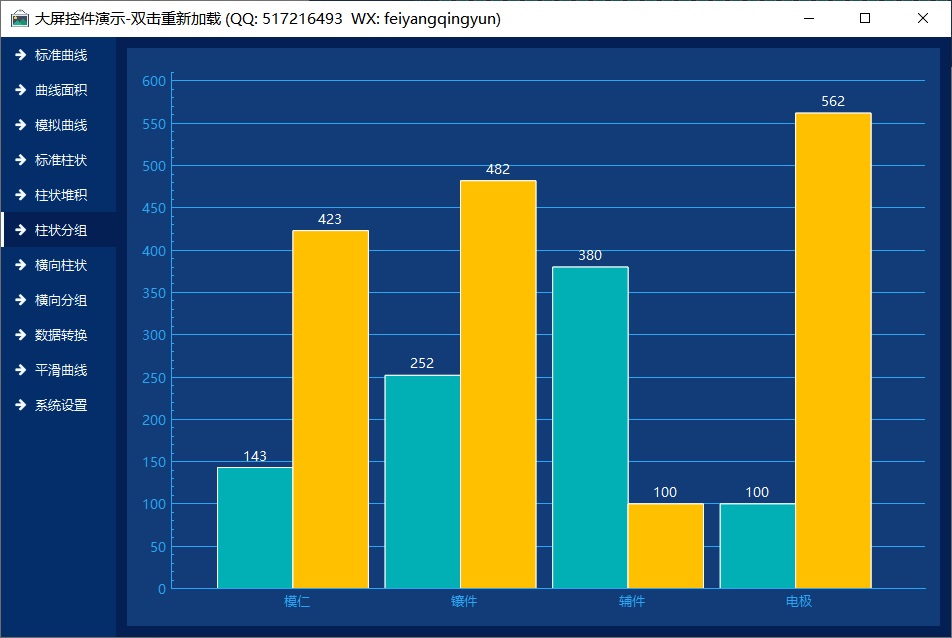 大屏控件演示-双击重新加载 (QQ: 517216493  WX: feiyangqingyun)
标准曲线
曲线面积
模拟曲线
标准柱状
柱状堆积
柱状分组
横向柱状
横向分组
数据转换
平滑曲线
系统设置
600
550
500
450
400
350
300
250
200
150
100
50
0
143
423
252
482
380
100
100
562
模仁
镶件
辅件
电极